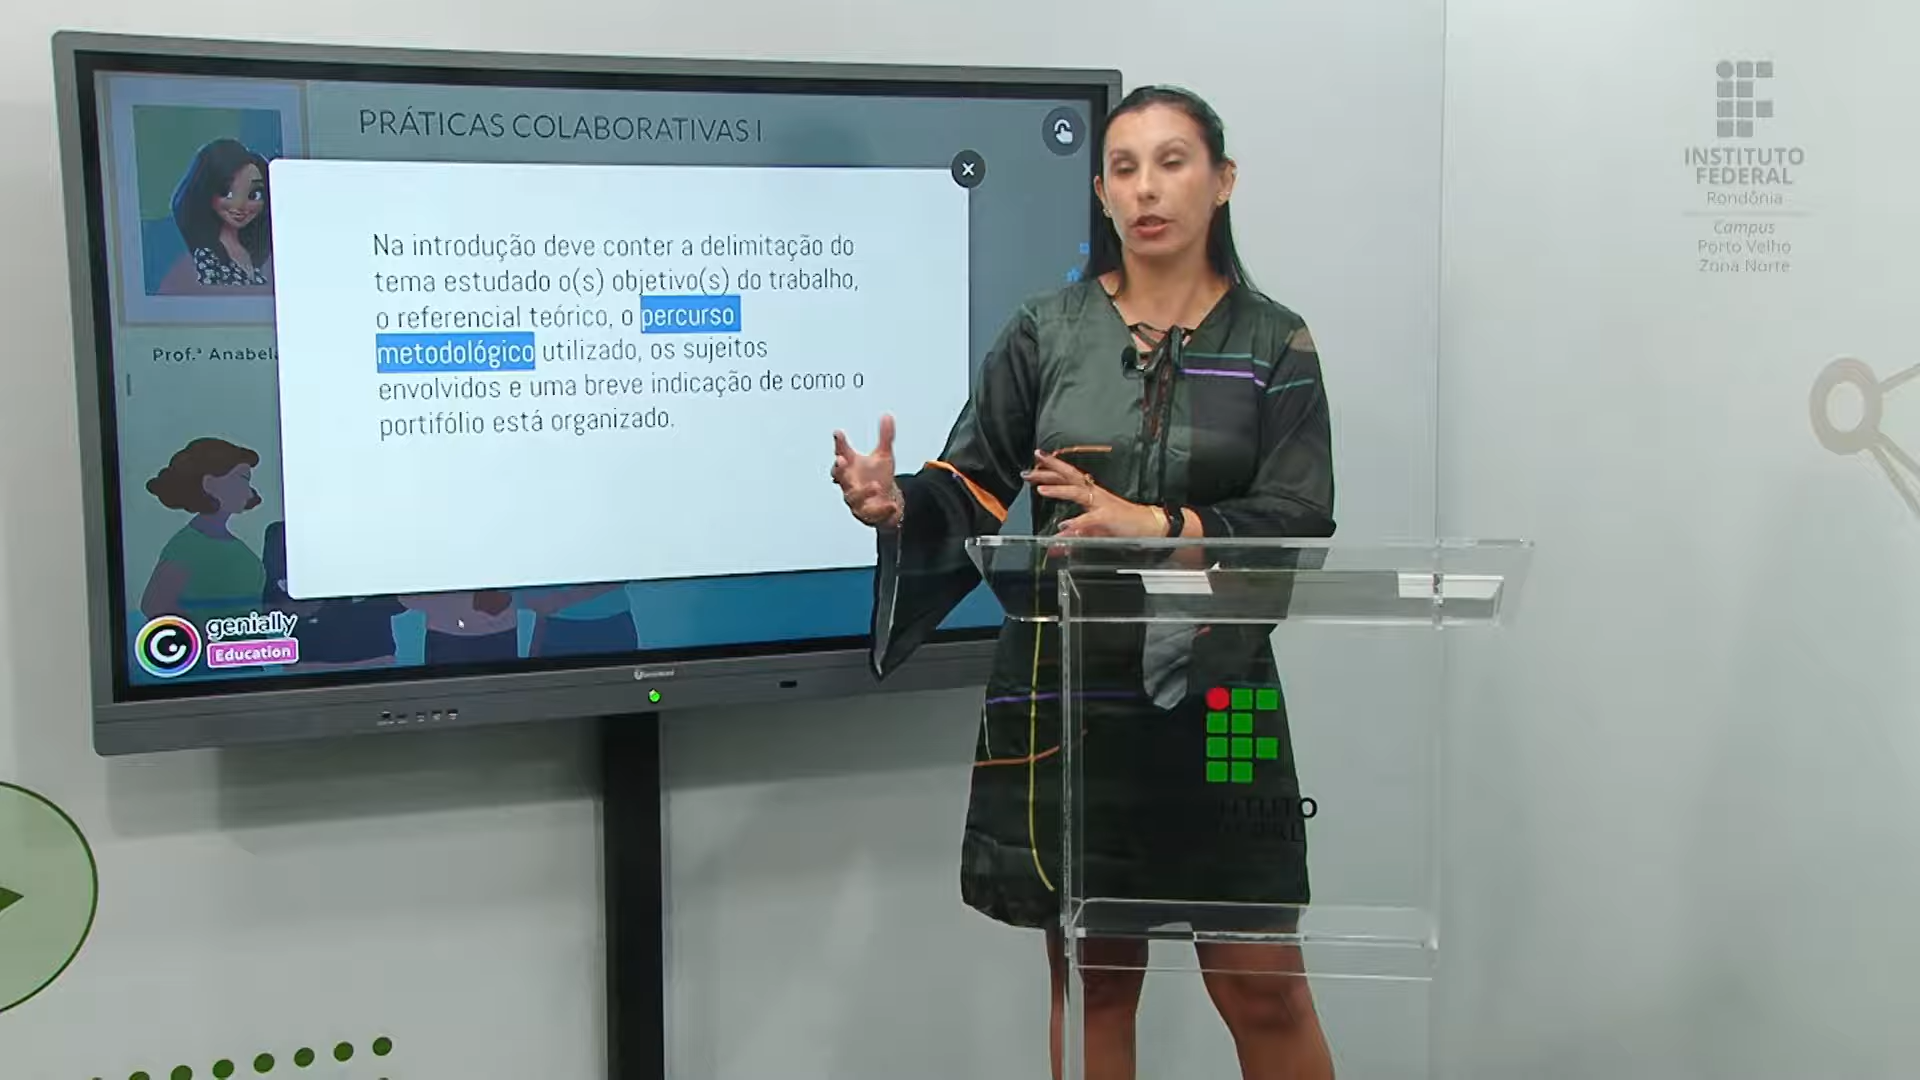 PRÁTICAS COLABORATIVAS I
Na introdução deve conter a delimitação do
tema estudado o(s) objetivo(s) do trabalho,
o referencial teórico, o percurso
metodológico utilizado, os sujeitos
envolvidos e uma breve indicação de como o
portifólio está organizado.
Prof.ª Anabela
genially
Education
INSTITUTO
FEDERAL
Rondônia
Campus
Porto Velho
Zona Norte